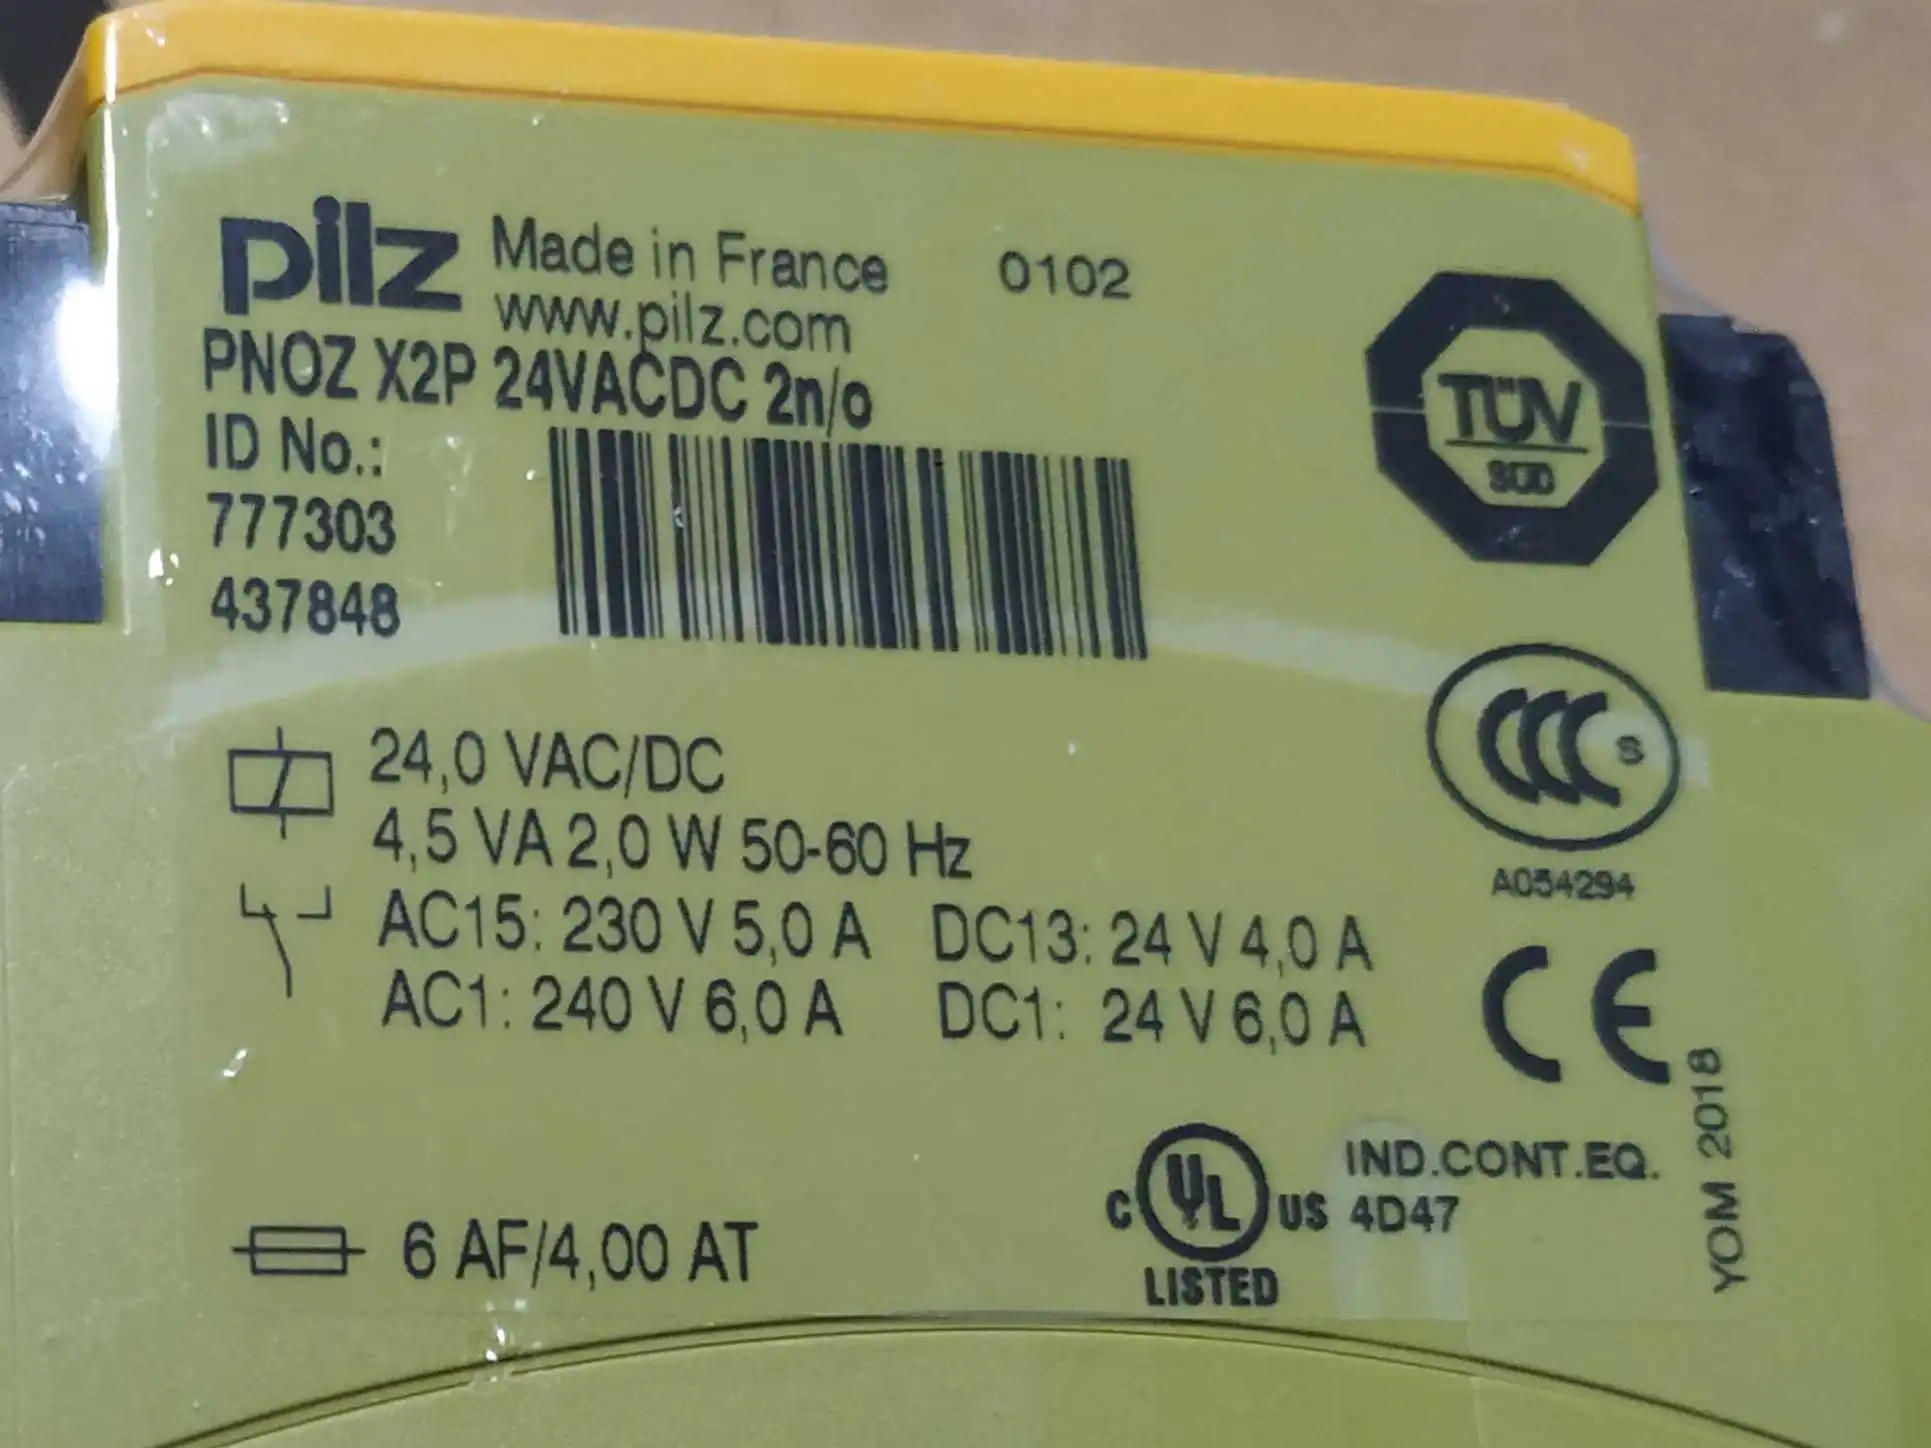 pilz Made in France 0102
www.pilz.com
PNOZ X2P 24VACDC 2n/o
ID No.:
777303
437848
TÜV
SÜD
CCC S
A054294
24,0 VAC/DC
4,5 VA 2,0 W 50-60 Hz
AC15: 230 V 5,0 A DC13: 24 V 4,0 A
AC1: 240 V 6,0 A DC1: 24 V 6,0 A
CE
YOM 2018
6 AF/4,00 AT
C UL US
LISTED
IND.CONT.EQ.
4D47